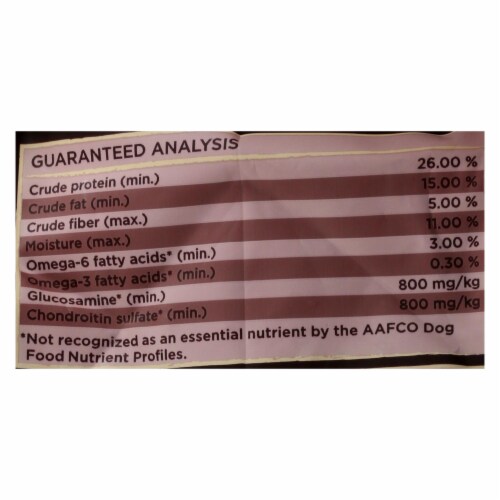 GUARANTEED ANALYSIS
Crude protein (min.) 26.00 %
Crude fat (min.) 15.00 %
Crude fiber (max.) 5.00 %
Moisture (max.) 11.00 %
Omega-6 fatty acids* (min.) 3.00 %
Omega-3 fatty acids* (min.) 0.30 %
Glucosamine* (min.) 800 mg/kg
Chondroitin sulfate* (min.) 800 mg/kg
*Not recognized as an essential nutrient by the AAFCO Dog
Food Nutrient Profiles.